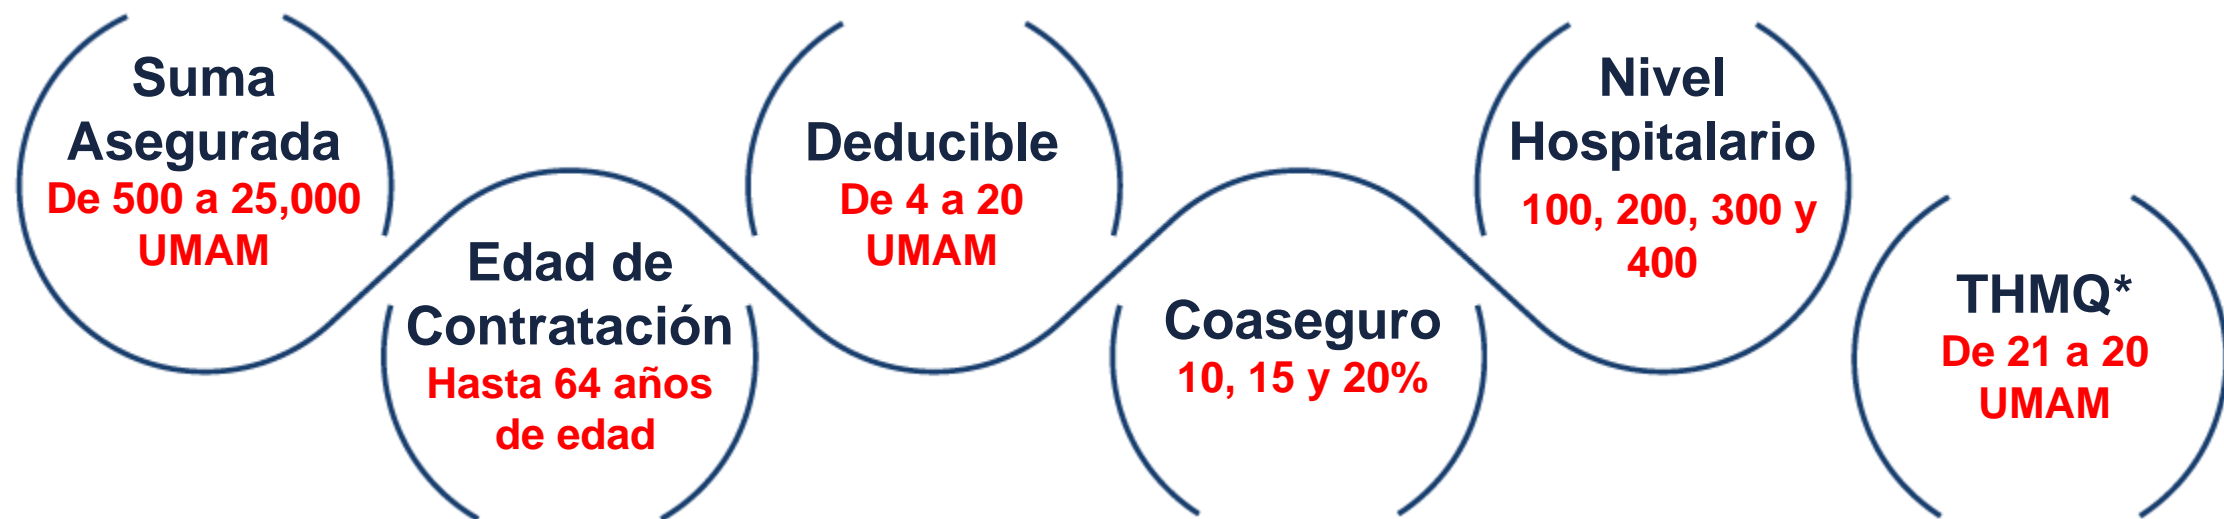 Suma
Asegurada
De 500 a 25,000
UMAM
Edad de
Contratación
Hasta 64 años
de edad
Deducible
De 4 a 20
UMAM
Coaseguro
10, 15 y 20%
Nivel
Hospitalario
100, 200, 300 y
400
THMQ*
De 21 a 20
UMAM